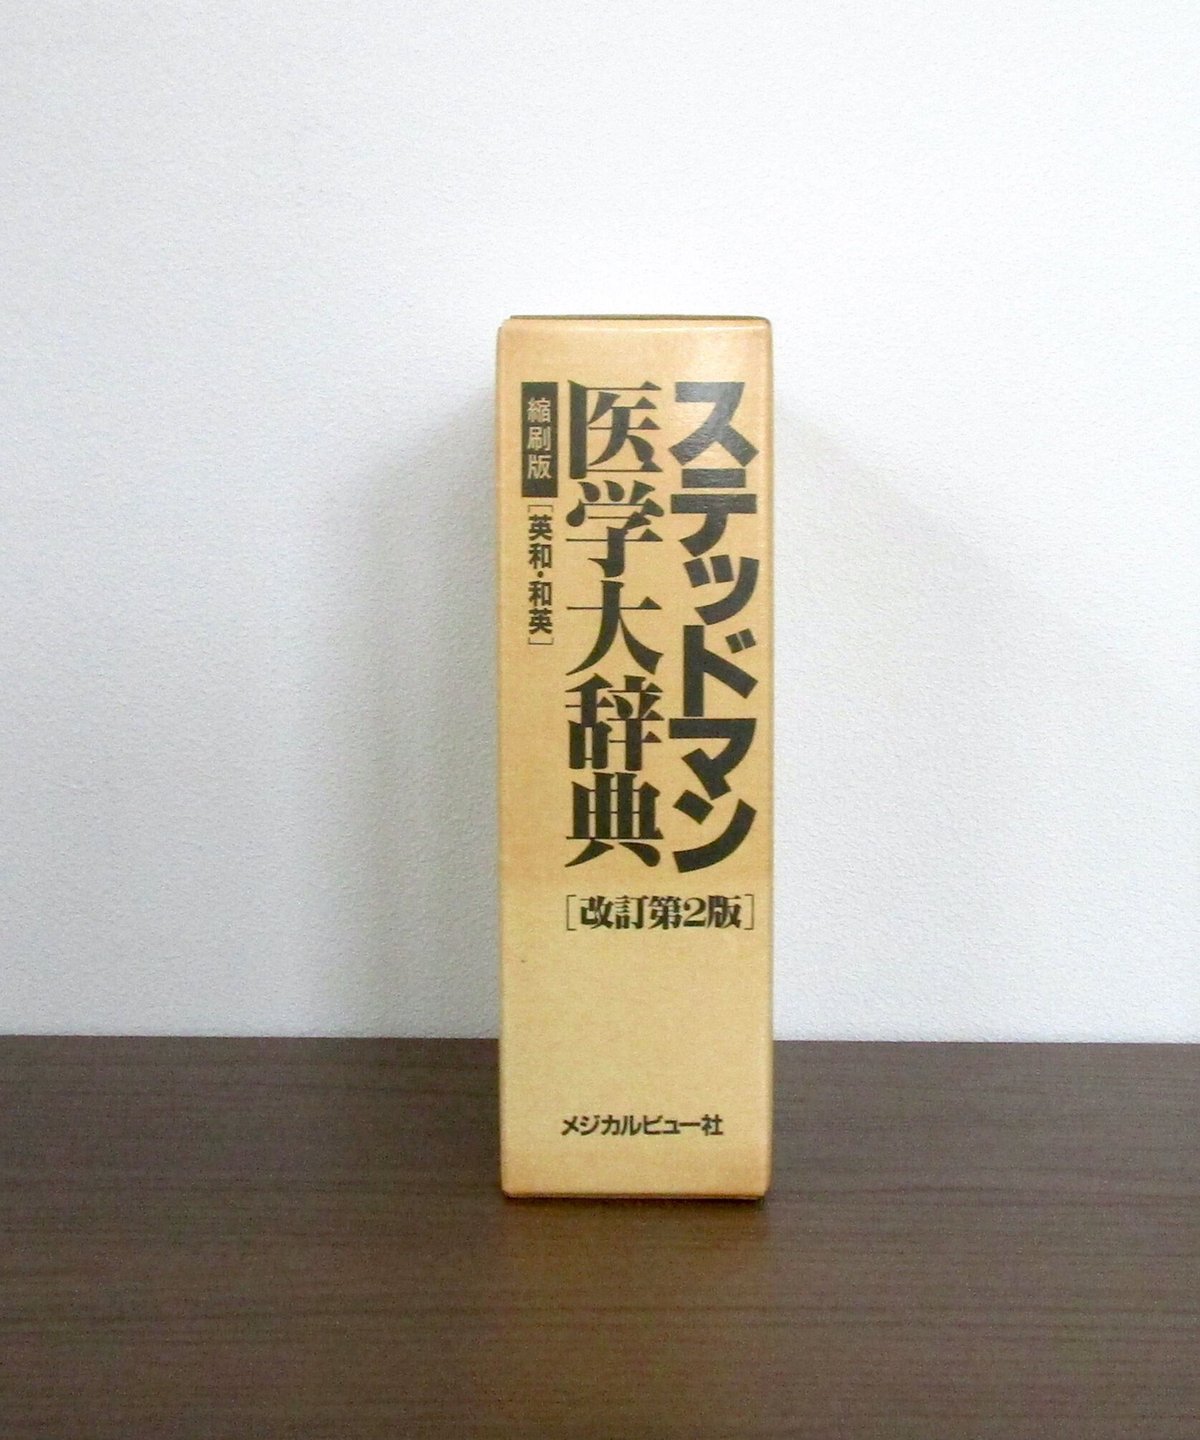 ステッドマン
医学大辞典
縮刷版
[英和・和英]
[改訂第2版]
メジカルビュー社